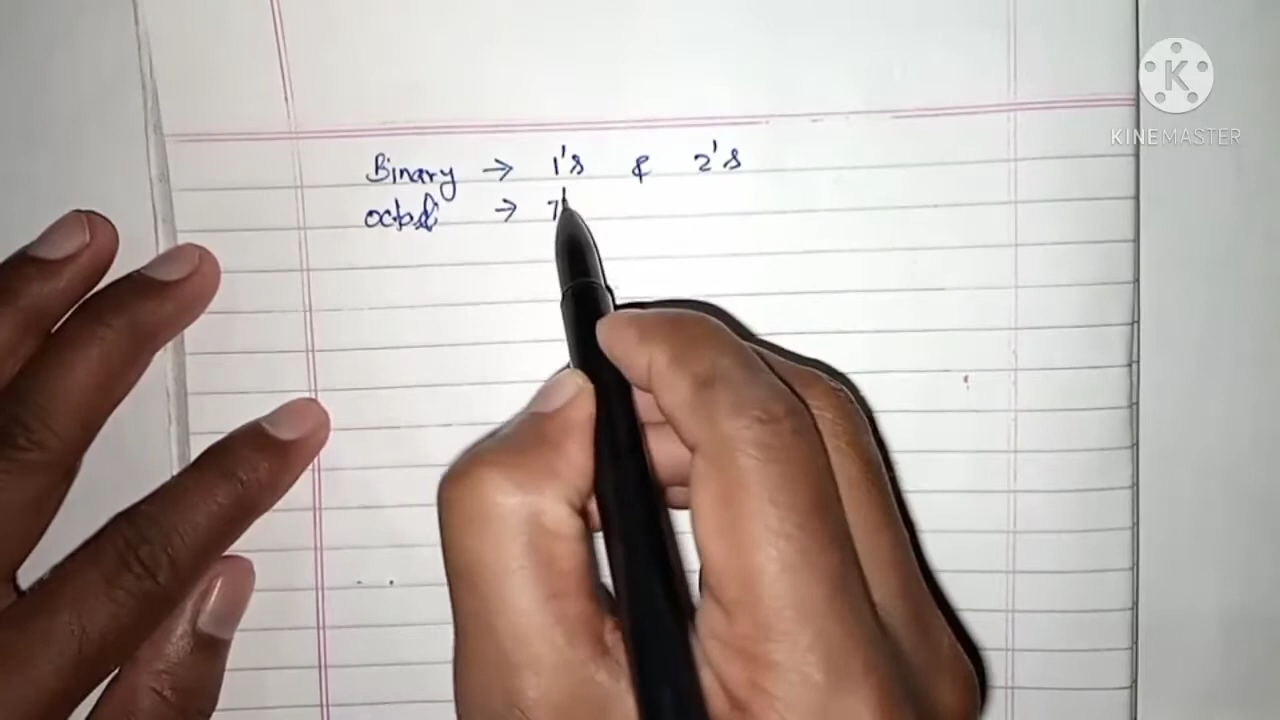 K
KINEMASTER
Binary → 1's & 2's
octal → 7'